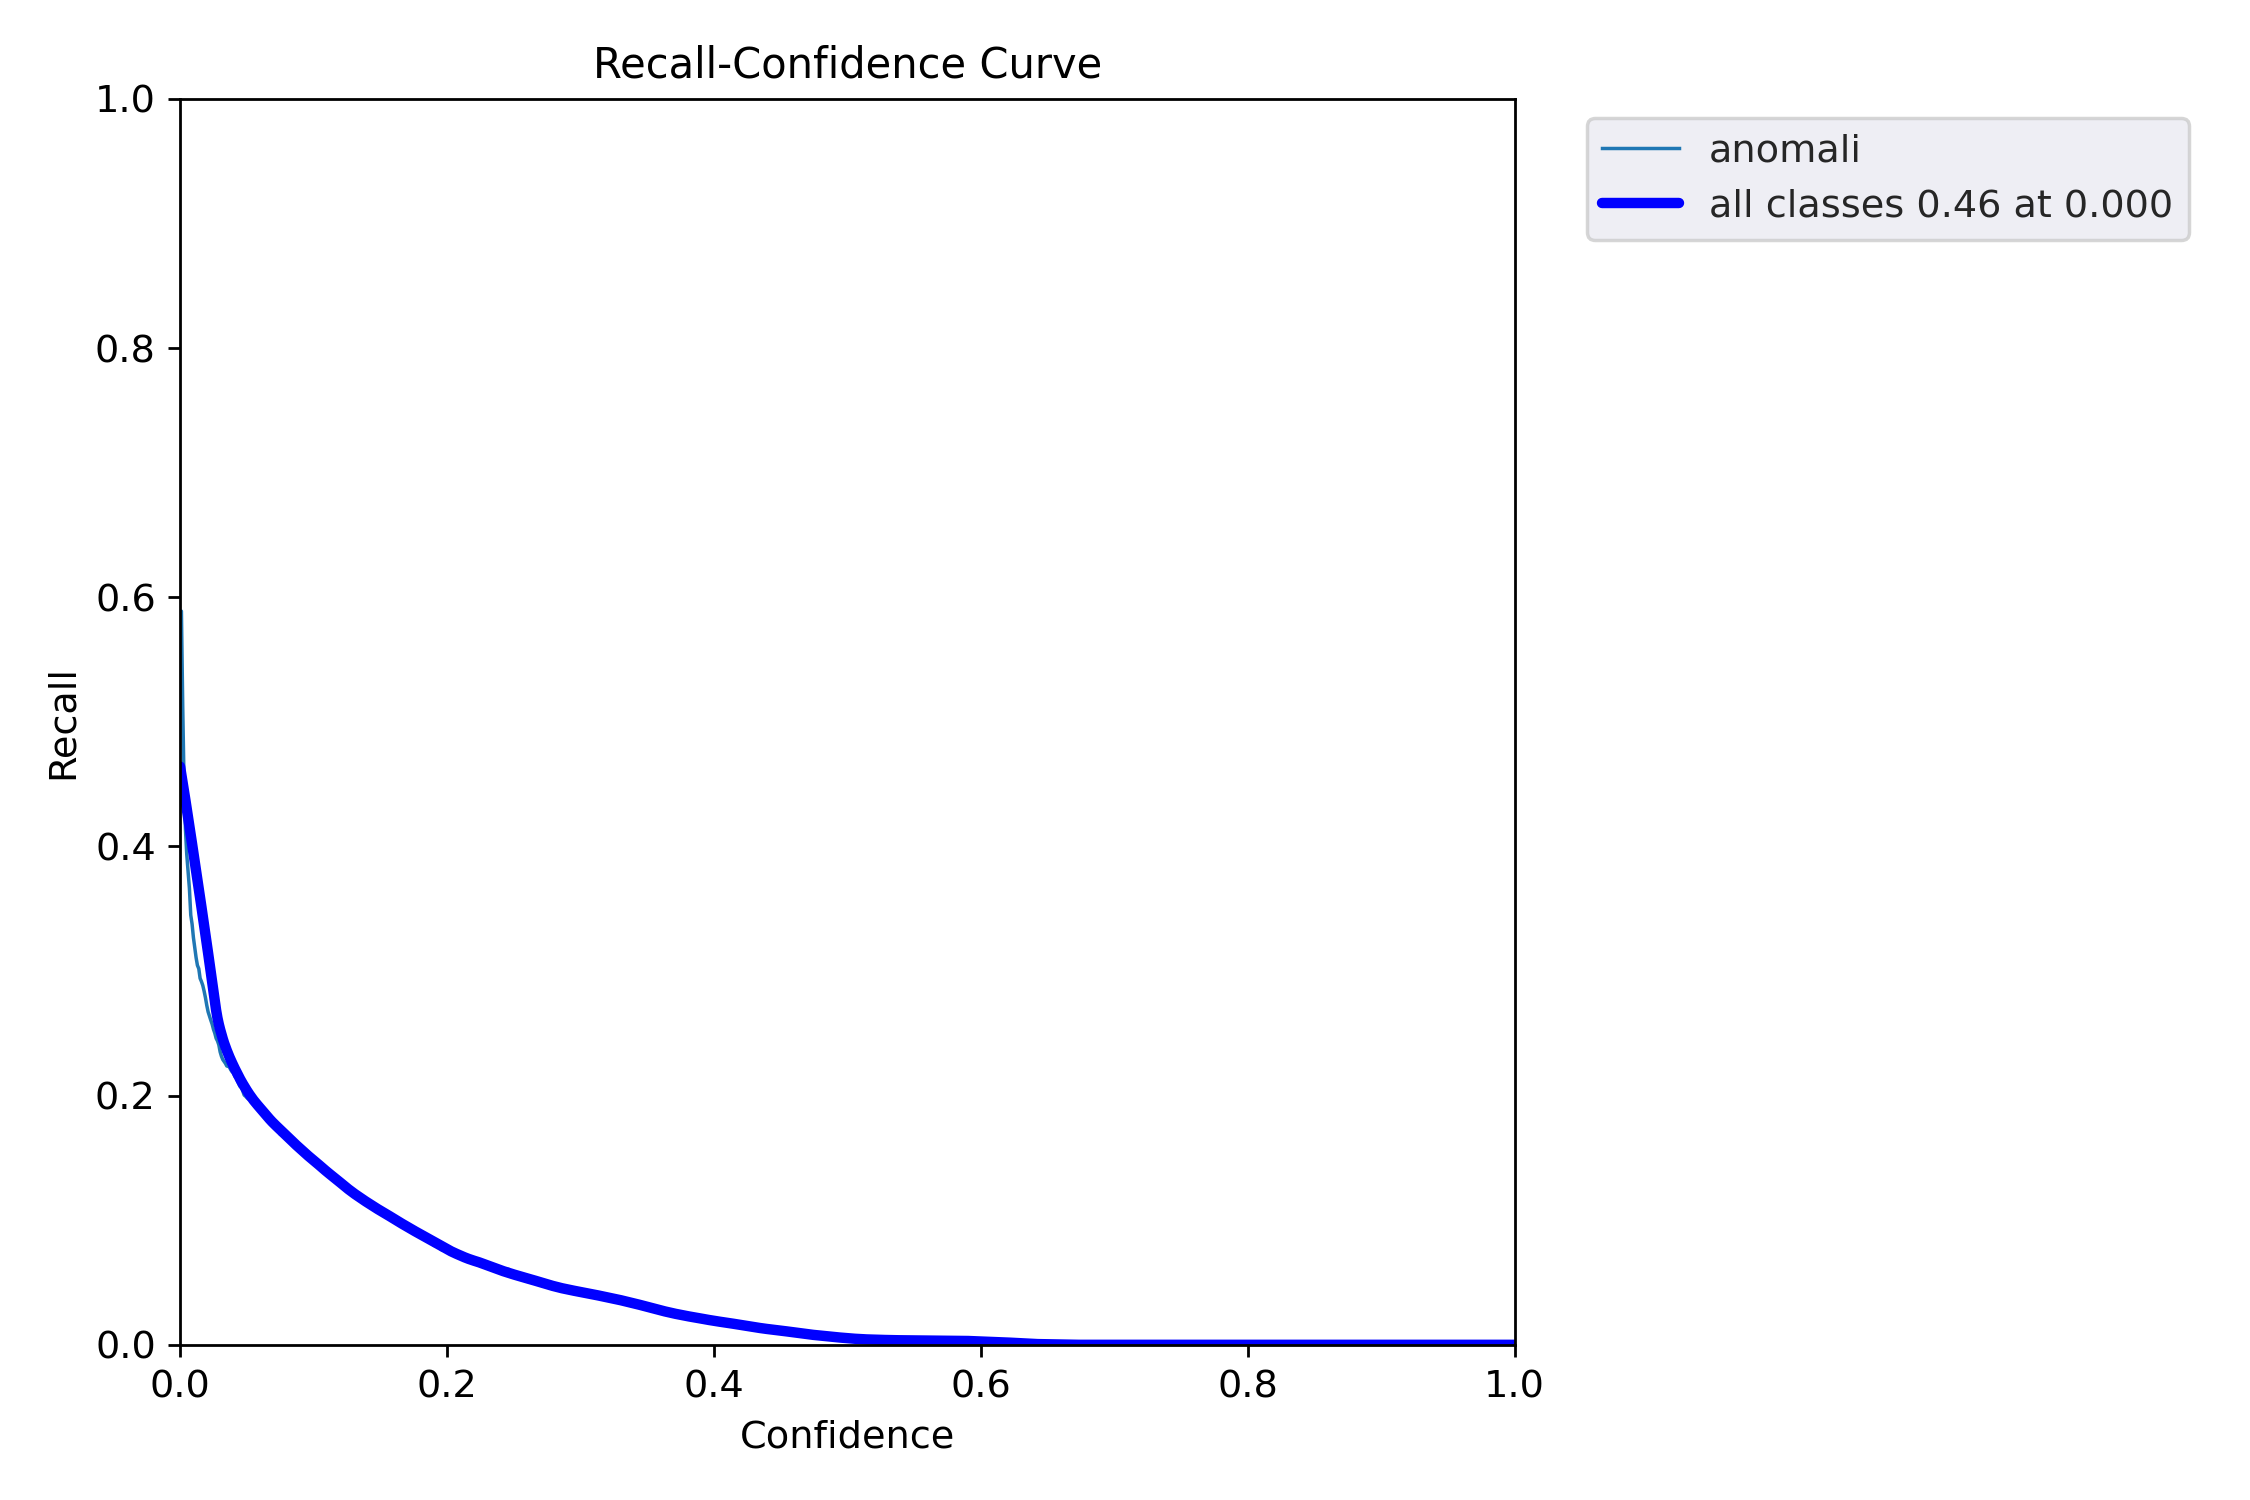 Recall-Confidence Curve
anomali
all classes 0.46 at 0.000
1.0
0.8
0.6
0.4
0.2
0.0
Recall
0.0 0.2 0.4 0.6 0.8 1.0
Confidence